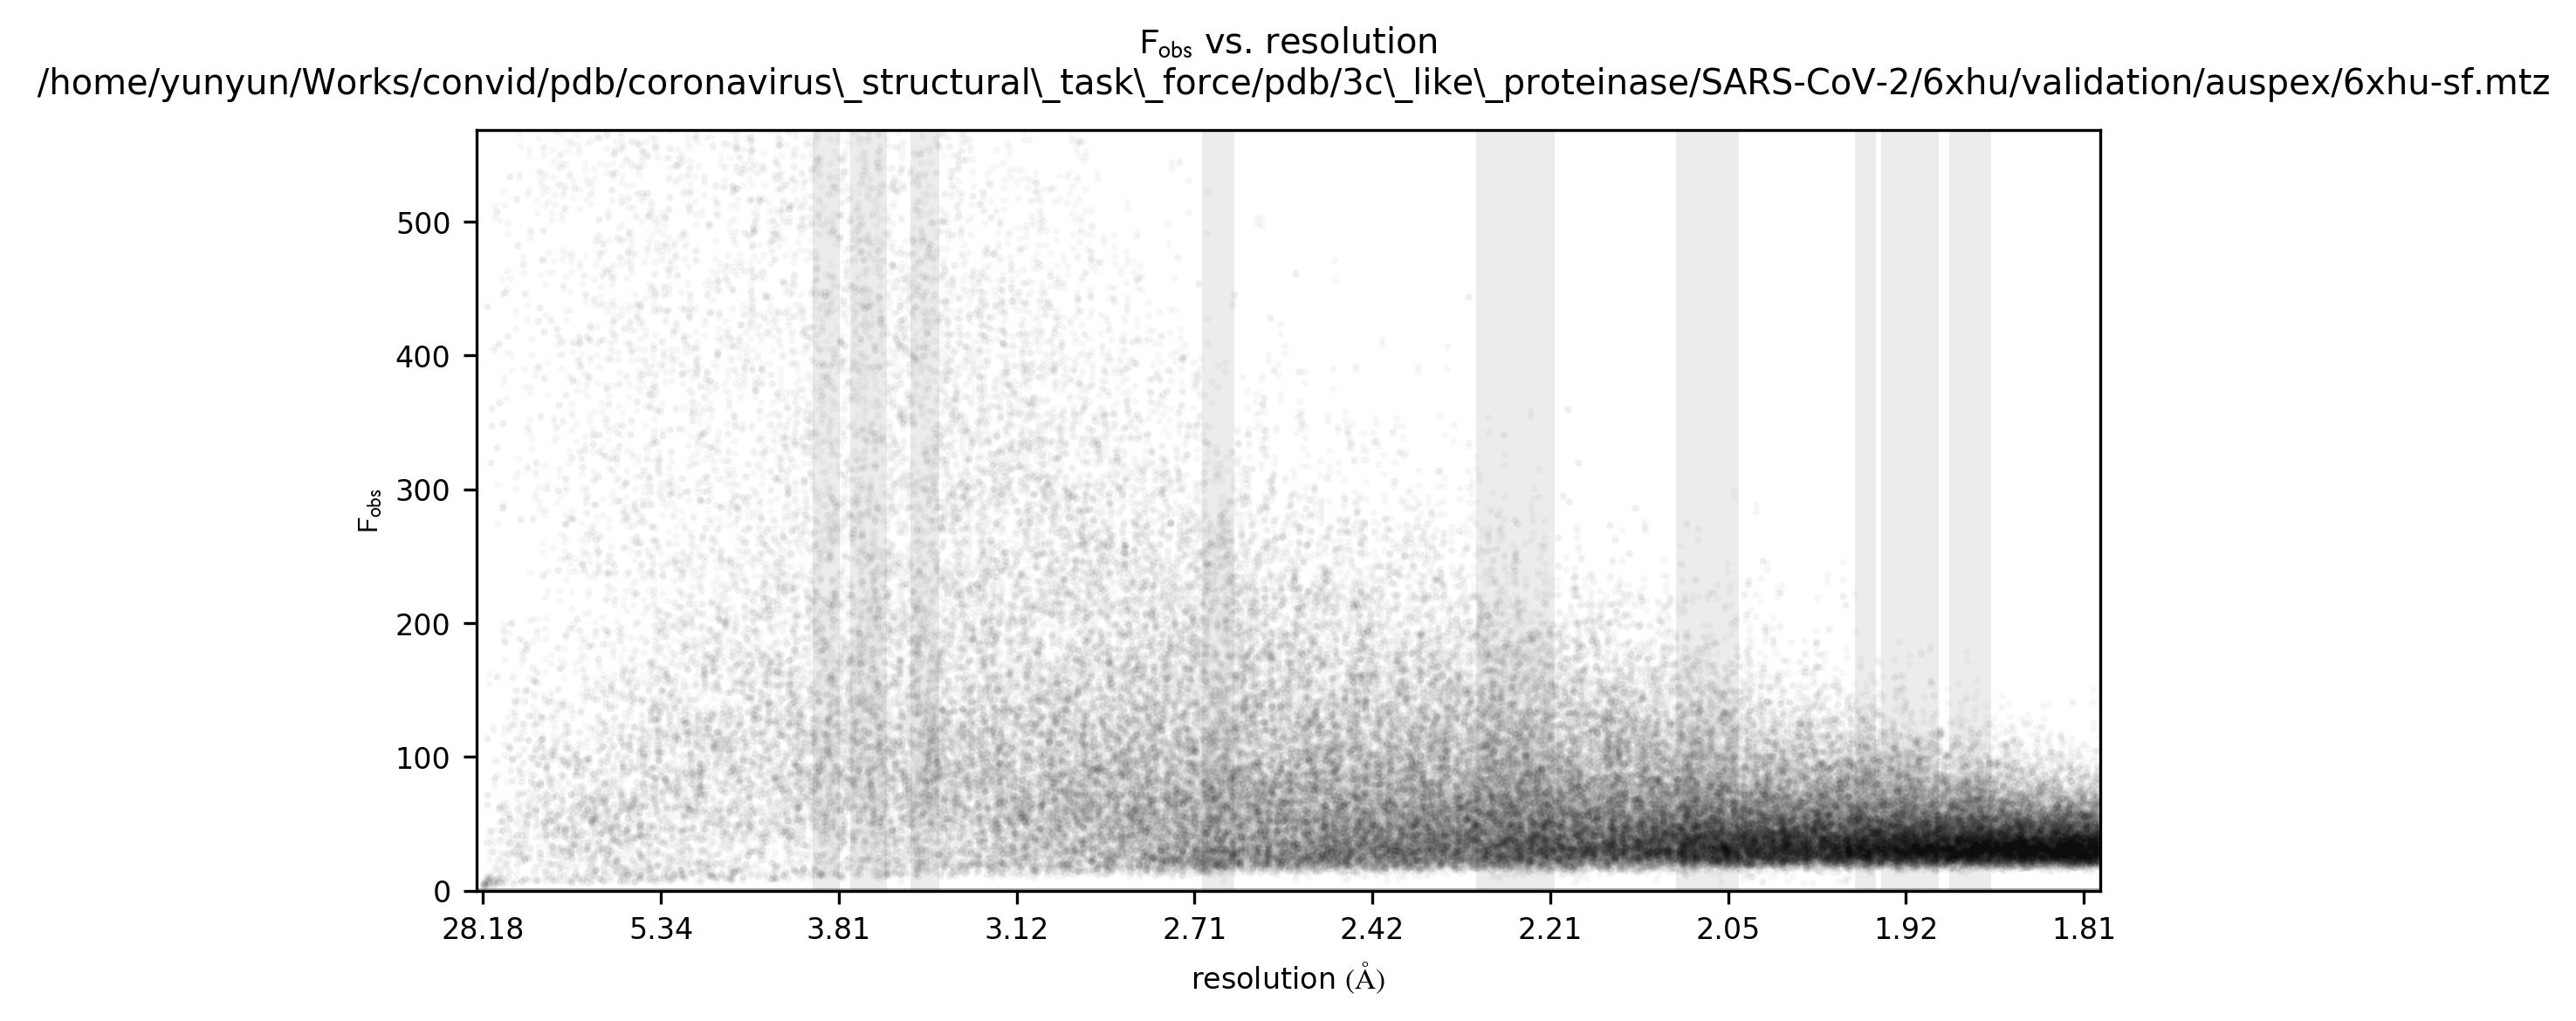 F_obs vs. resolution
/home/yunyun/Works/convid/pdb/coronavirus\_structural\_task\_force/pdb/3c\_like\_proteinase/SARS-CoV-2/6xhu/validation/auspex/6xhu-sf.mtz
500
400
300
200
100
0
F_obs
28.18 5.34 3.81 3.12 2.71 2.42 2.21 2.05 1.92 1.81
resolution (Å)